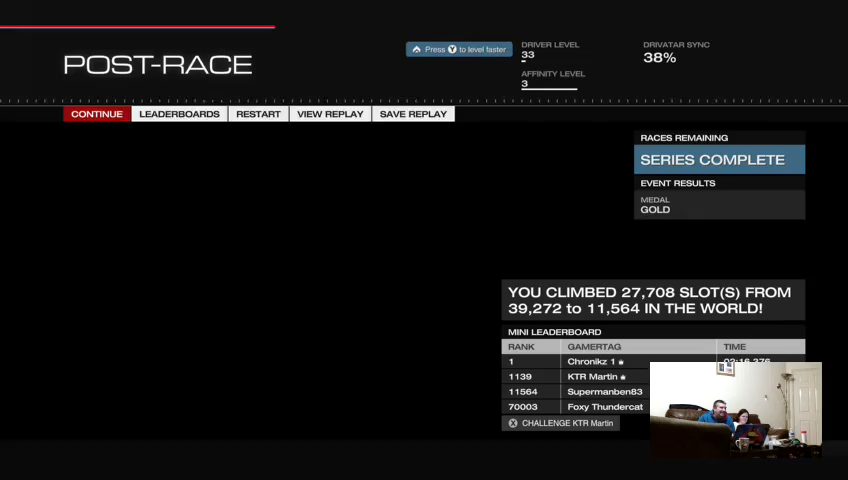 POST-RACE
Press Y to level faster
DRIVER LEVEL
33
AFFINITY LEVEL
3
DRIVATAR SYNC
38%
CONTINUE
LEADERBOARDS
RESTART
VIEW REPLAY
SAVE REPLAY
RACES REMAINING
SERIES COMPLETE
EVENT RESULTS
MEDAL
GOLD
YOU CLIMBED 27,708 SLOT(S) FROM
39,272 to 11,564 IN THE WORLD!
MINI LEADERBOARD
RANK GAMERTAG TIME
1 Chronikz 1
1139 KTR Martin
11564 Supermanben83
70003 Foxy Thundercat
X CHALLENGE KTR Martin